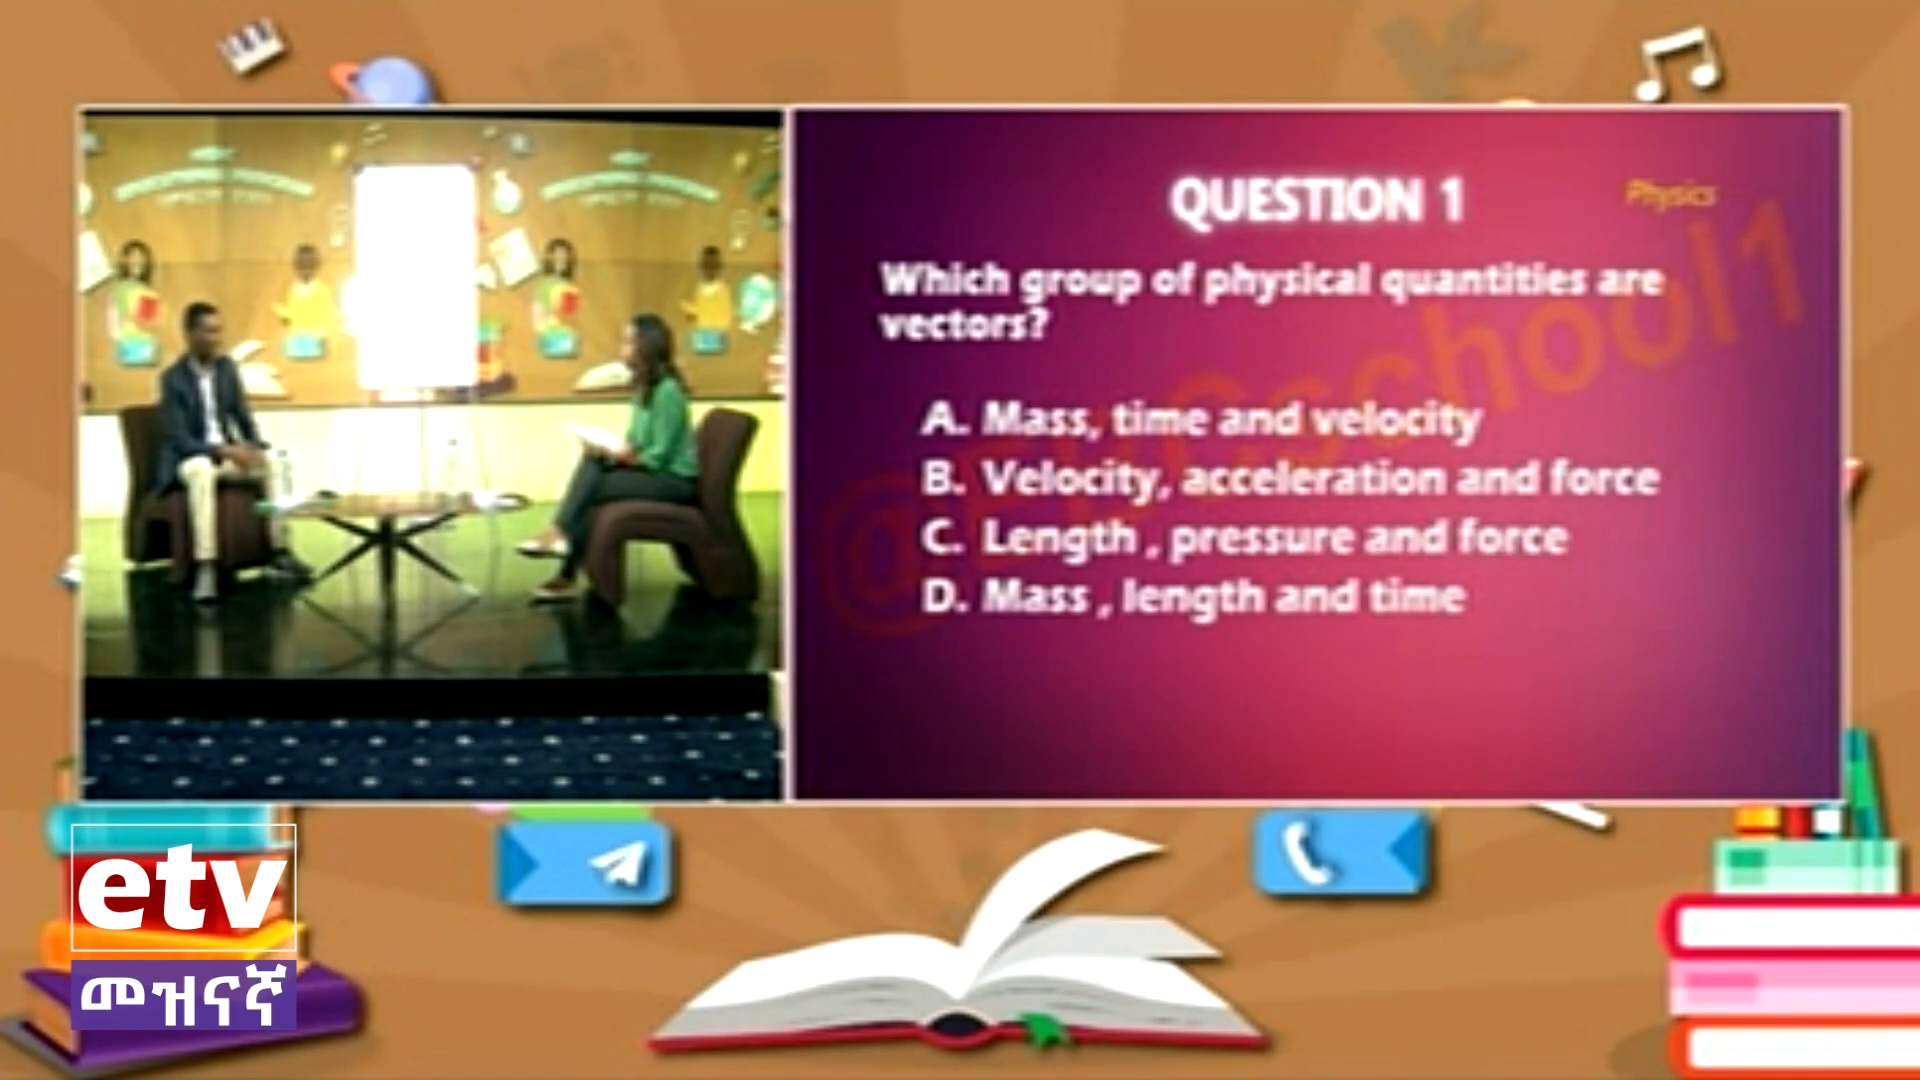 QUESTION 1
Physics
Which group of physical quantities are
vectors?
A. Mass, time and velocity
B. Velocity, acceleration and force
C. Length , pressure and force
D. Mass , length and time
etv
መዝናኛ